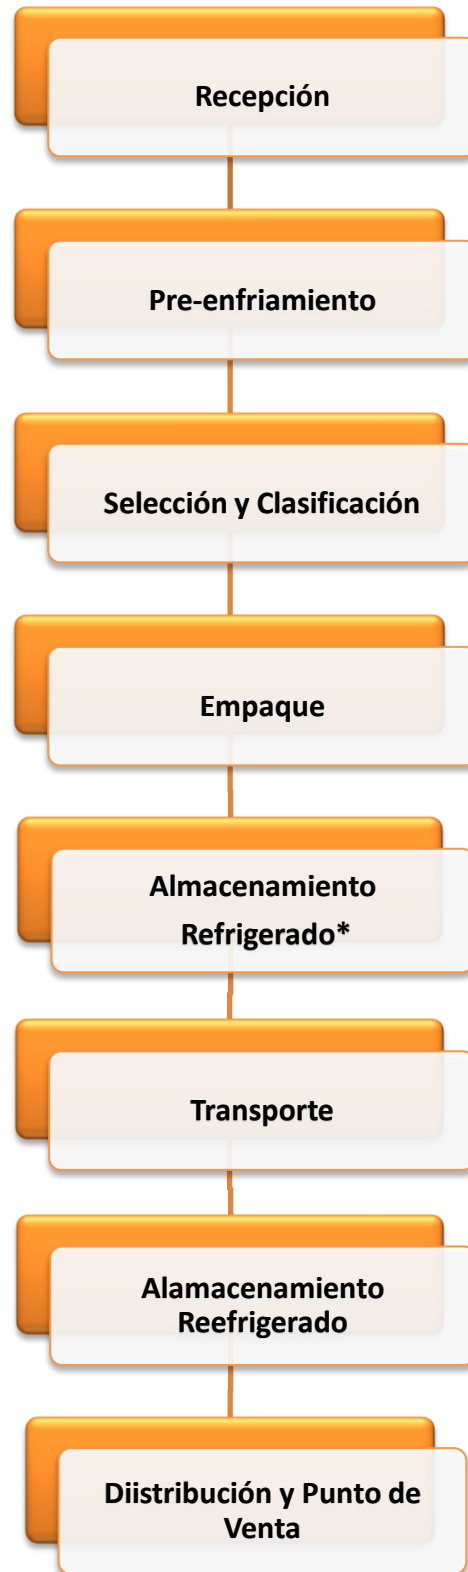 Recepción
Pre-enfriamiento
Selección y Clasificación
Empaque
Almacenamiento
Refrigerado*
Transporte
Alamacenamiento
Reefrigerado
Diistribución y Punto de
Venta